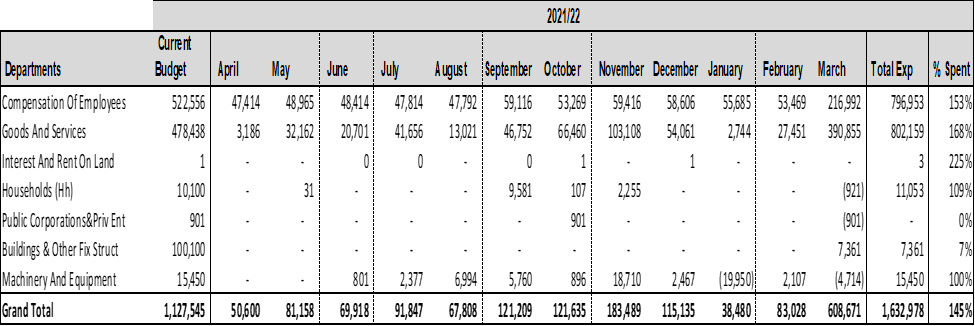 2021/22
Current
Departments Budget April May June July August September October November December January February March Total Exp % Spent
Compensation Of Employees 522,556 47,414 48,965 48,414 47,814 47,792 59,116 53,269 59,416 58,606 55,685 53,469 216,992 796,953 153%
Goods And Services 478,438 3,186 32,162 20,701 41,656 13,021 46,752 66,460 103,108 54,061 2,744 27,451 390,855 802,159 168%
Interest And Rent On Land 1 - - 0 0 - 0 1 - 1 - - - 3 225%
Households (Hh) 10,100 - 31 - - - 9,581 107 2,255 - - - (921) 11,053 109%
Public Corporations&Priv Ent 901 - - - - - - 901 - - - - (901) - 0%
Buildings & Other Fix Struct 100,100 - - - - - - - - - - - 7,361 7,361 7%
Machinery And Equipment 15,450 - - 801 2,377 6,994 5,760 896 18,710 2,467 (19,950) 2,107 (4,714) 15,450 100%
Grand Total 1,127,545 50,600 81,158 69,918 91,847 67,808 121,209 121,635 183,489 115,135 38,480 83,028 608,671 1,632,978 145%